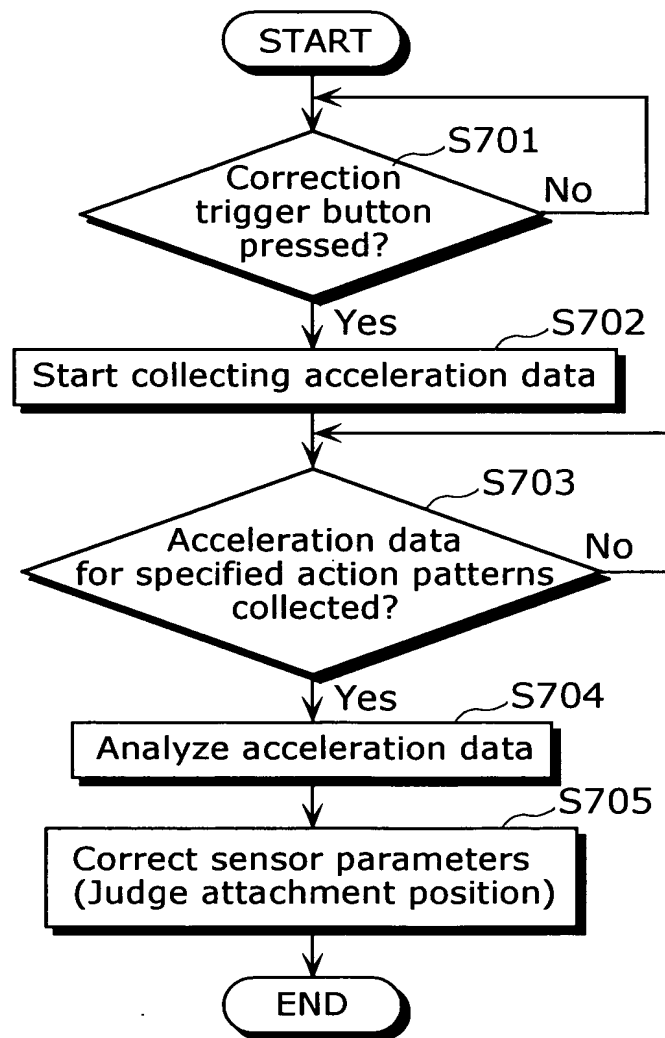 START
S701
Correction
trigger button
pressed?
No
Yes
S702
Start collecting acceleration data
S703
Acceleration data
for specified action patterns
collected?
No
Yes
S704
Analyze acceleration data
S705
Correct sensor parameters
(Judge attachment position)
END